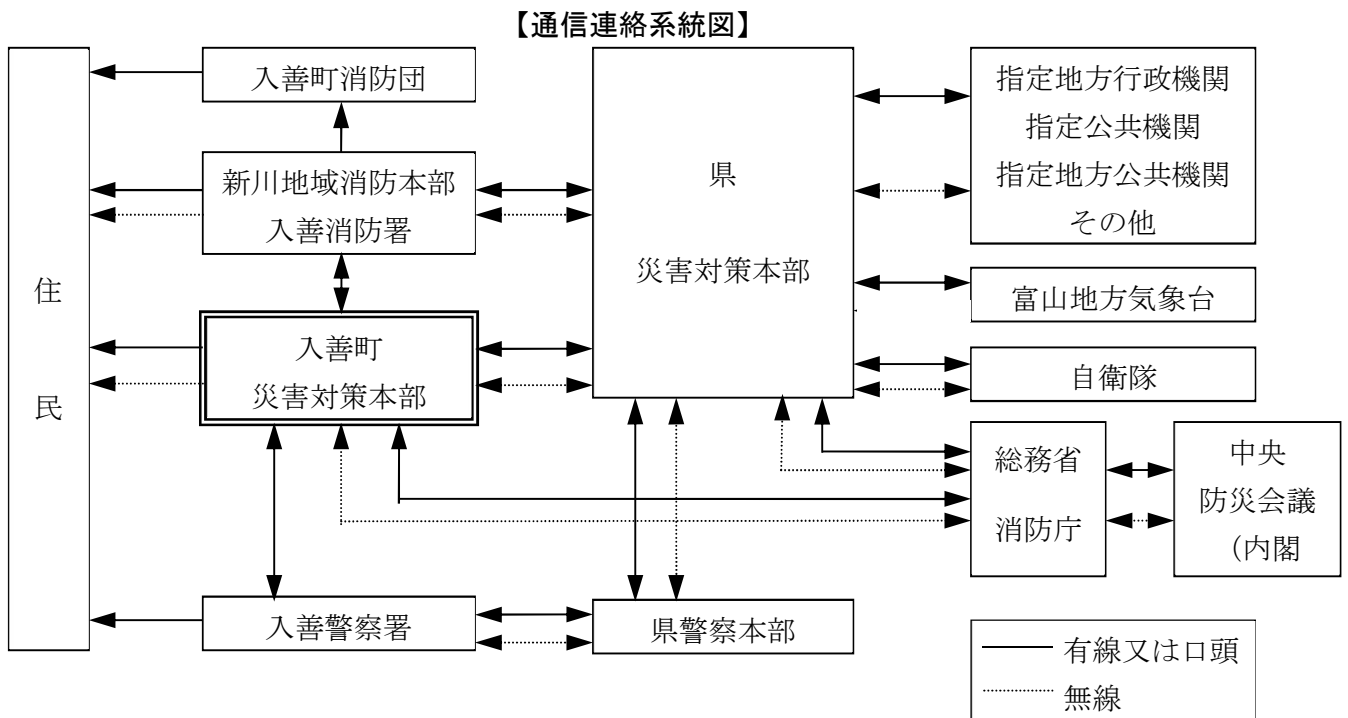 【通信連絡系統図】
入善町消防団
新川地域消防本部
入善消防署
入善町
災害対策本部
入善警察署
住
民
県
災害対策本部
県警察本部
指定地方行政機関
指定公共機関
指定地方公共機関
その他
富山地方気象台
自衛隊
総務省
消防庁
中央
防災会議
(内閣
有線又は口頭
無線